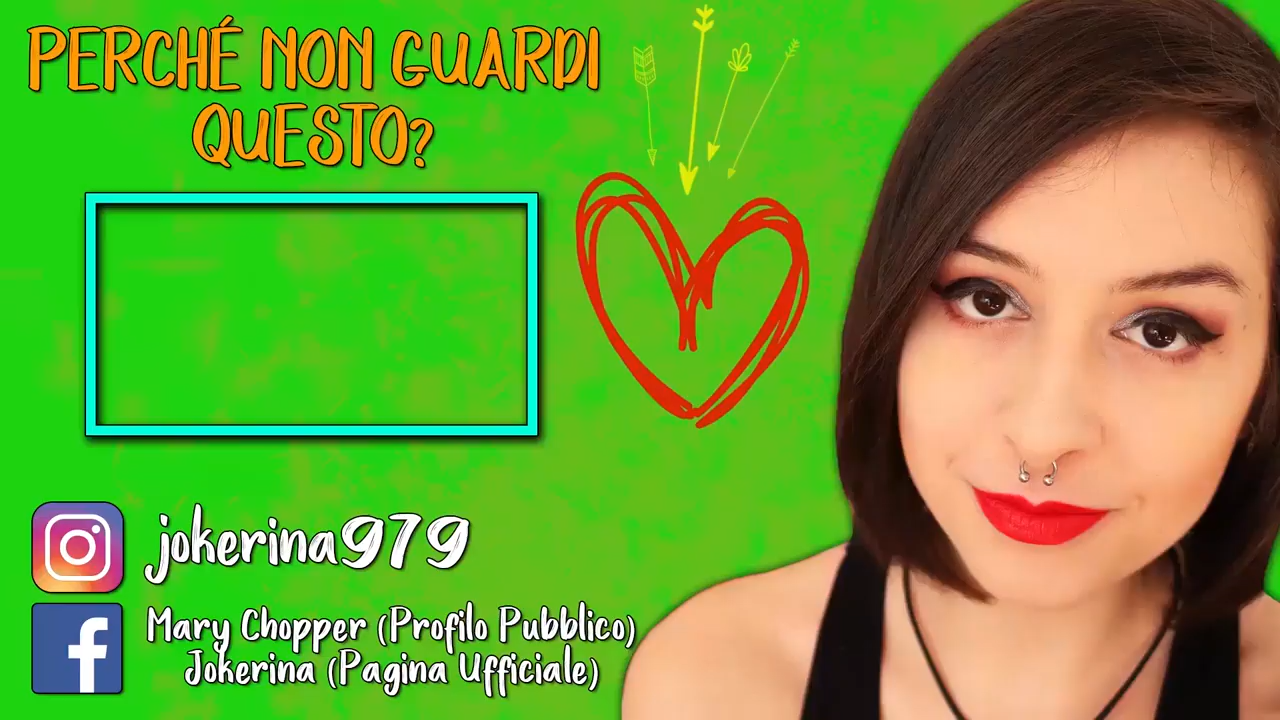 PERCHÉ NON GUARDI
QUESTO?
jokerina979
Mary Chopper (Profilo Pubblico)
Jokerina (Pagina Ufficiale)